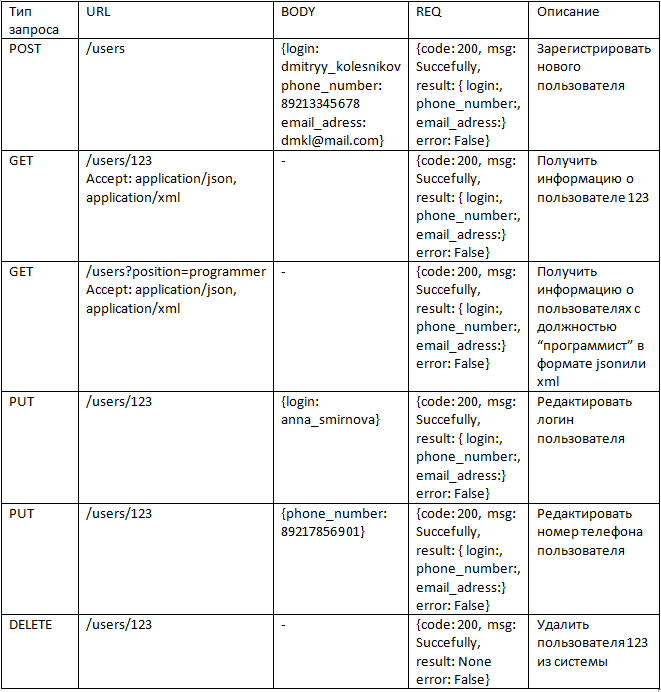 Тип запроса
URL
BODY
REQ
Описание
POST
/users
{login:
dmitryy_kolesnikov
phone_number:
89213345678
email_adress:
dmkl@mail.com}
{code: 200, msg:
Succefully,
result: { login:,
phone_number:,
email_adress:}
error: False}
Зарегистрировать
нового
пользователя
GET
/users/123
Accept: application/json,
application/xml
-
{code: 200, msg:
Succefully,
result: { login:,
phone_number:,
email_adress:}
error: False}
Получить
информацию о
пользователе 123
GET
/users?position=programmer
Accept: application/json,
application/xml
-
{code: 200, msg:
Succefully,
result: { login:,
phone_number:,
email_adress:}
error: False}
Получить
информацию о
пользователях с
должностью
“программист” в
формате jsonили
xml
PUT
/users/123
{login:
anna_smirnova}
{code: 200, msg:
Succefully,
result: { login:,
phone_number:,
email_adress:}
error: False}
Редактировать
логин
пользователя
PUT
/users/123
{phone_number:
89217856901}
{code: 200, msg:
Succefully,
result: { login:,
phone_number:,
email_adress:}
error: False}
Редактировать
номер телефона
пользователя
DELETE
/users/123
-
{code: 200, msg:
Succefully,
result: None
error: False}
Удалить
пользователя 123
из системы